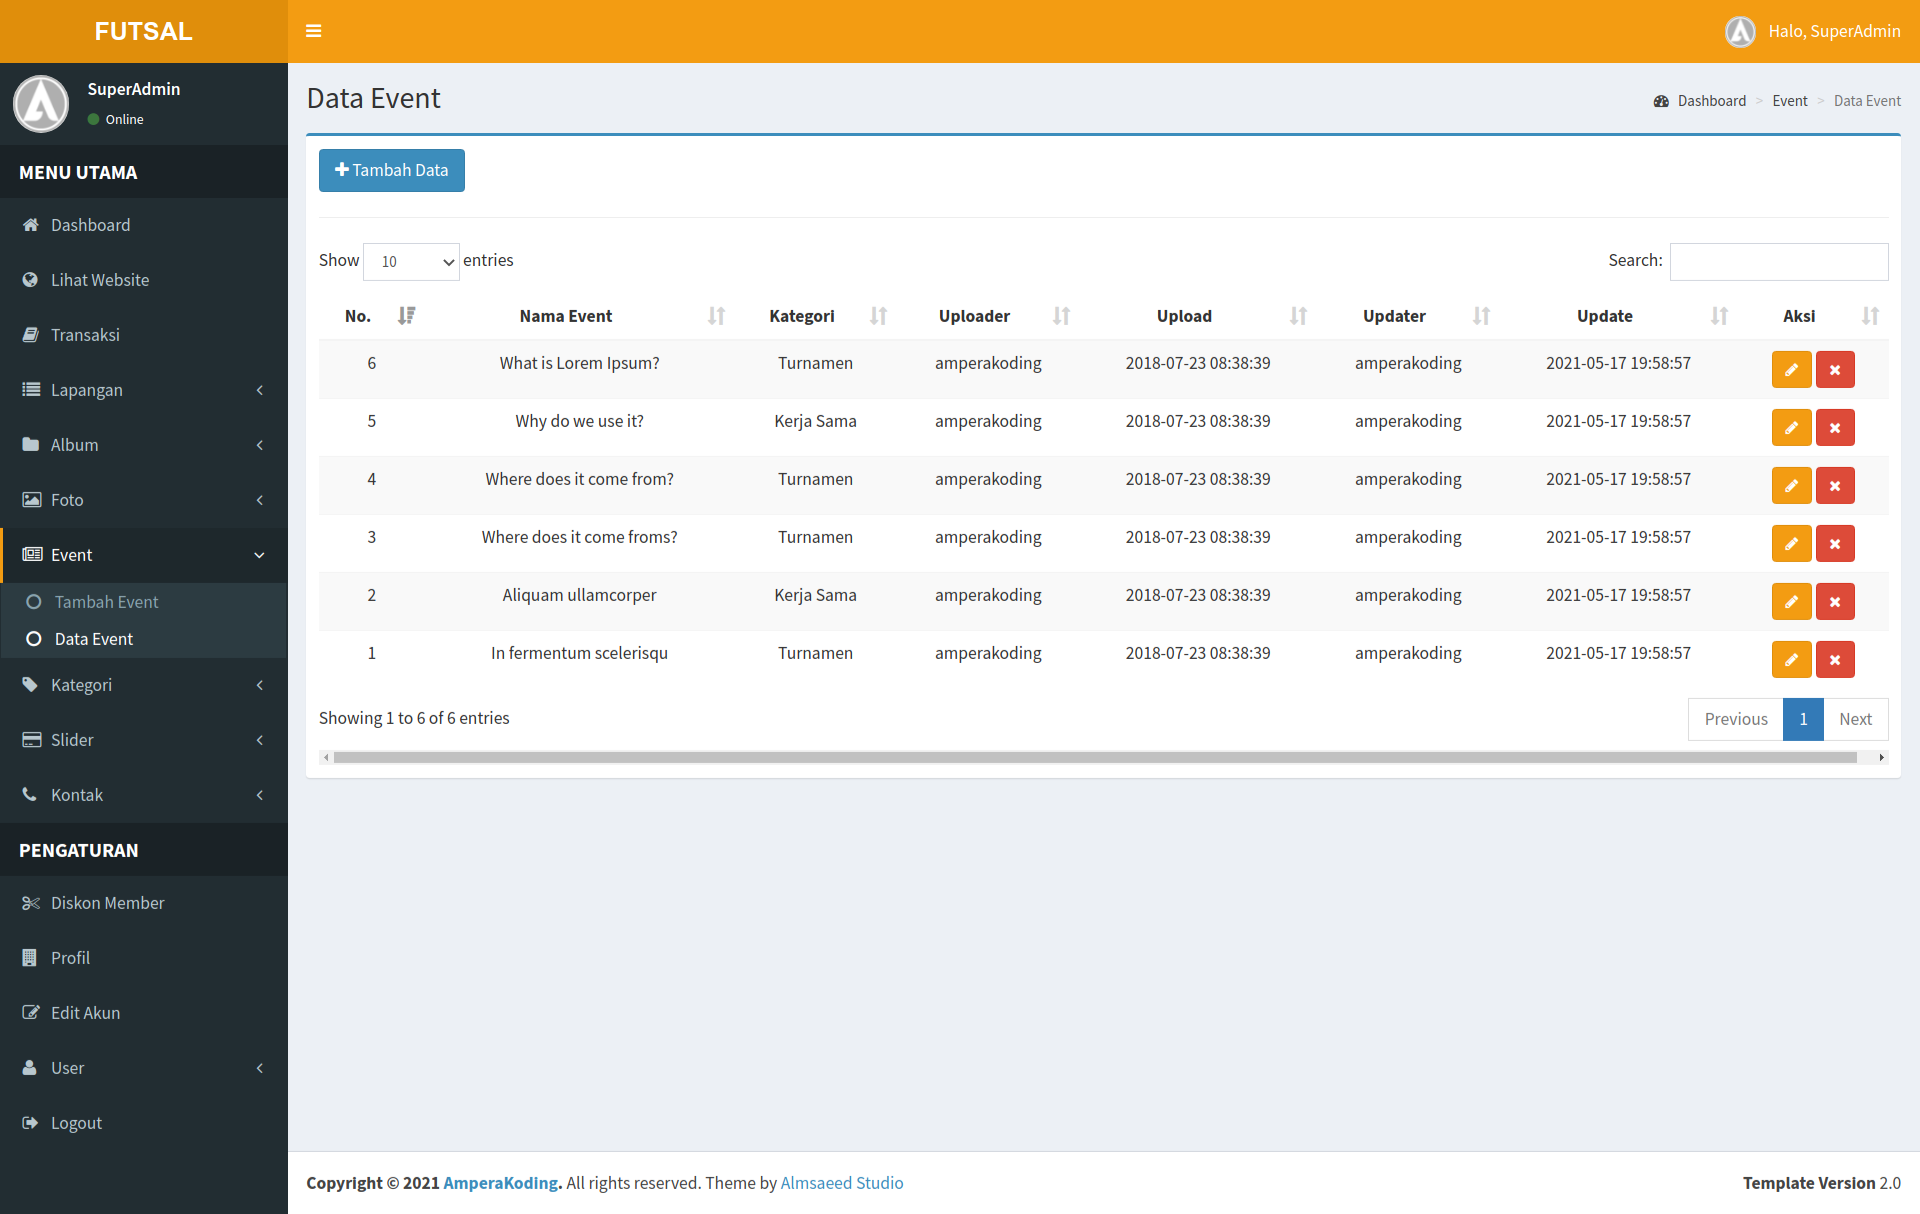 FUTSAL
Halo, SuperAdmin
SuperAdmin
Online
MENU UTAMA
Dashboard
Lihat Website
Transaksi
Lapangan
Album
Foto
Event
Tambah Event
Data Event
Kategori
Slider
Kontak
PENGATURAN
Diskon Member
Profil
Edit Akun
User
Logout
Data Event
Dashboard > Event > Data Event
Tambah Data
Show 10 entries
Search:
No. Nama Event Kategori Uploader Upload Updater Update Aksi
6 What is Lorem Ipsum? Turnamen amperakoding 2018-07-23 08:38:39 amperakoding 2021-05-17 19:58:57
5 Why do we use it? Kerja Sama amperakoding 2018-07-23 08:38:39 amperakoding 2021-05-17 19:58:57
4 Where does it come from? Turnamen amperakoding 2018-07-23 08:38:39 amperakoding 2021-05-17 19:58:57
3 Where does it come froms? Turnamen amperakoding 2018-07-23 08:38:39 amperakoding 2021-05-17 19:58:57
2 Aliquam ullamcorper Kerja Sama amperakoding 2018-07-23 08:38:39 amperakoding 2021-05-17 19:58:57
1 In fermentum scelerisqu Turnamen amperakoding 2018-07-23 08:38:39 amperakoding 2021-05-17 19:58:57
Showing 1 to 6 of 6 entries
Previous 1 Next
Copyright © 2021 AmperaKoding. All rights reserved. Theme by Almsaeed Studio
Template Version 2.0